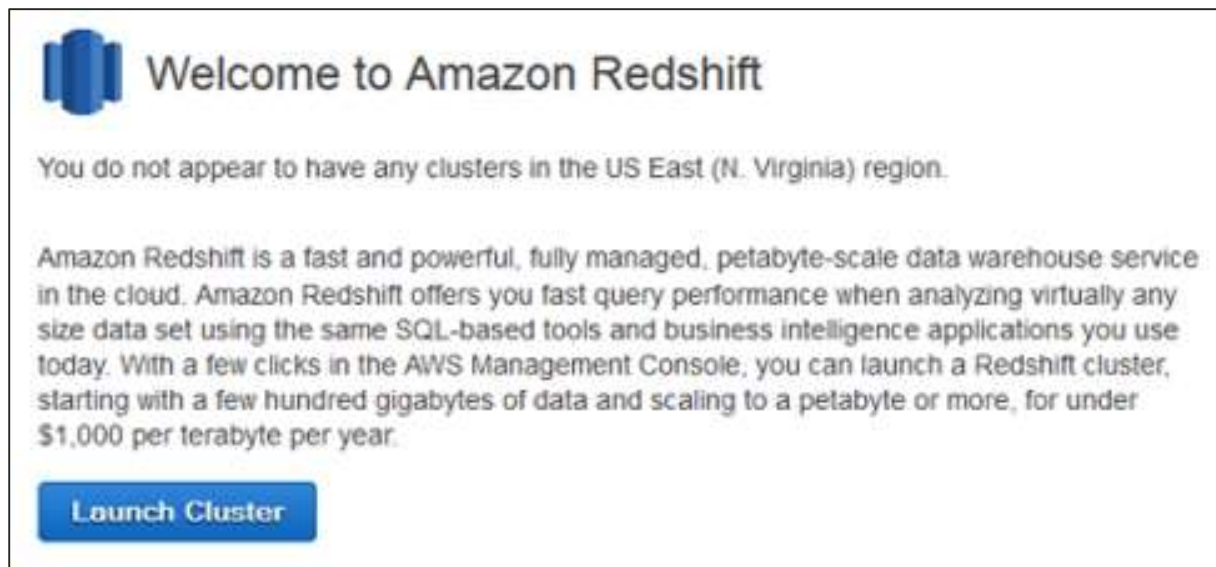 Welcome to Amazon Redshift
You do not appear to have any clusters in the US East (N. Virginia) region.
Amazon Redshift is a fast and powerful, fully managed, petabyte-scale data warehouse service
in the cloud. Amazon Redshift offers you fast query performance when analyzing virtually any
size data set using the same SQL-based tools and business intelligence applications you use
today. With a few clicks in the AWS Management Console, you can launch a Redshift cluster,
starting with a few hundred gigabytes of data and scaling to a petabyte or more, for under
$1,000 per terabyte per year.
Launch Cluster